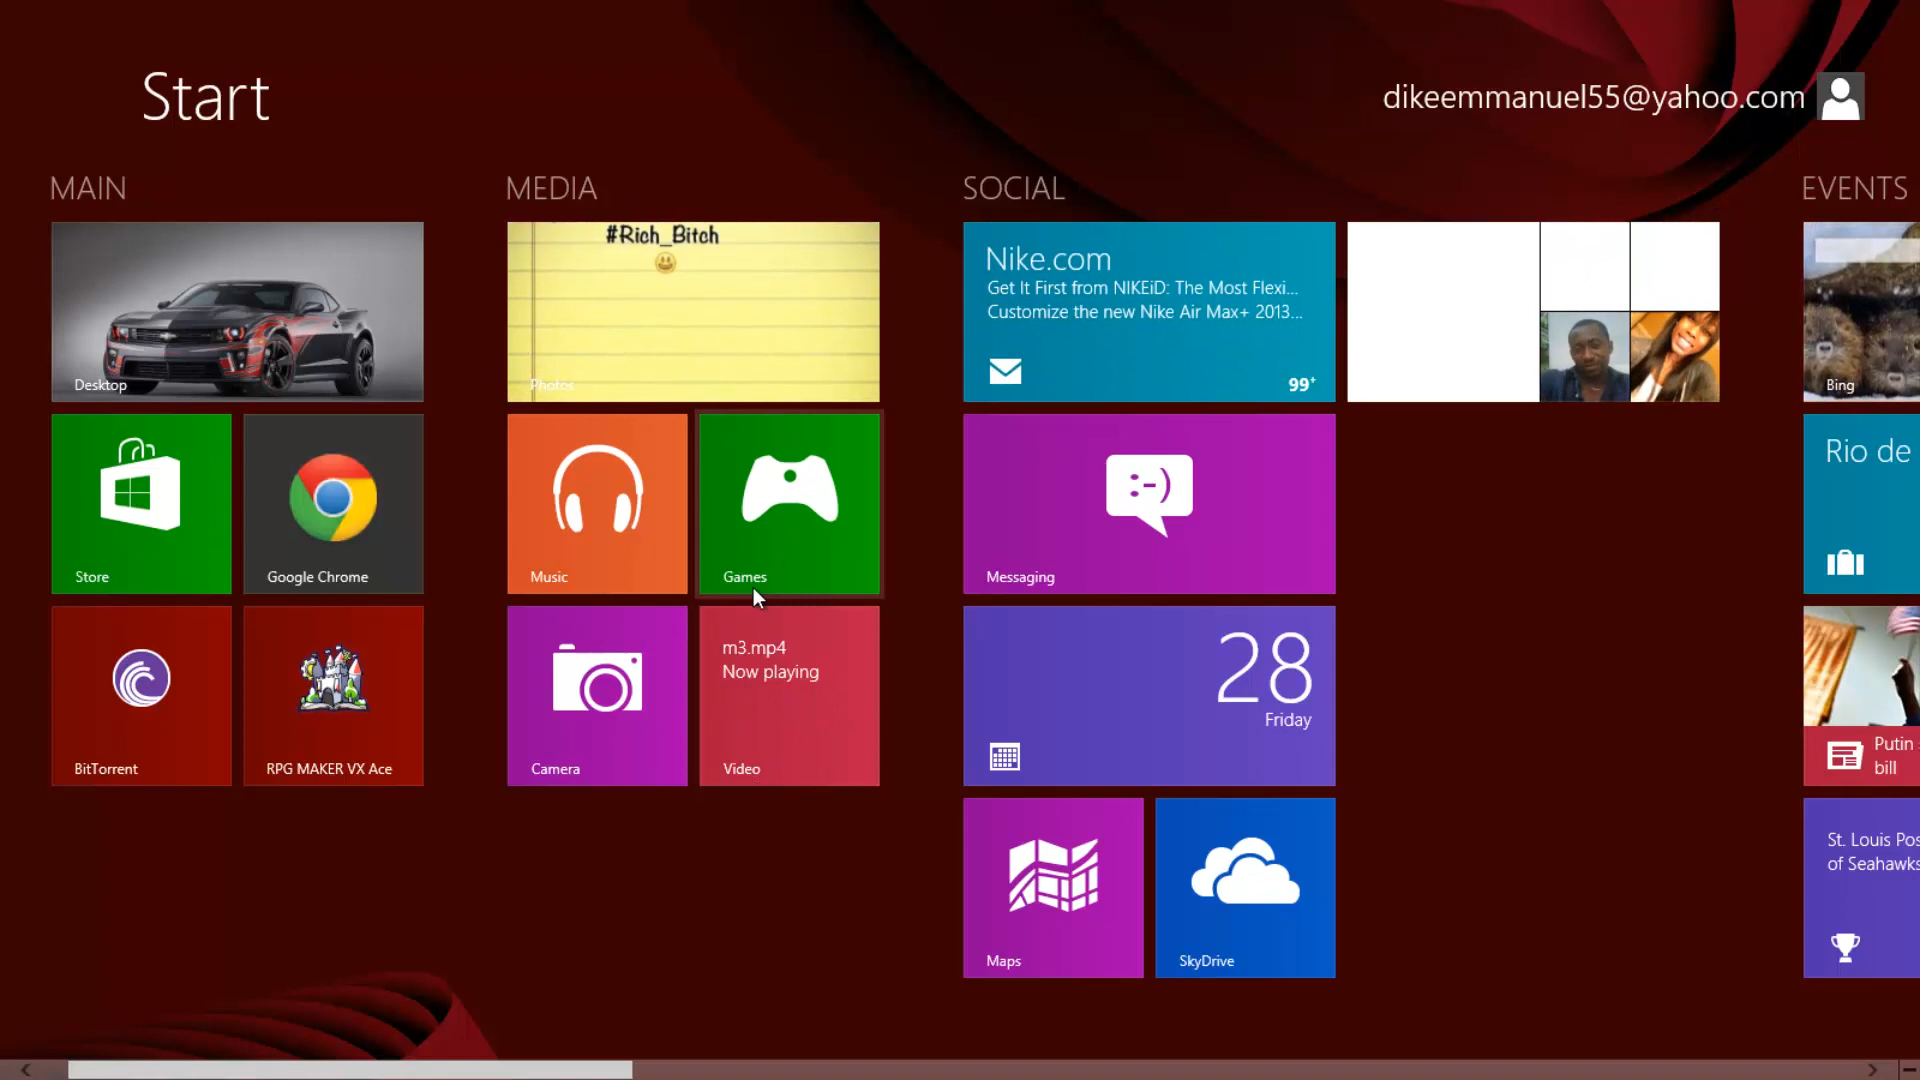 Start
dikeemmanuel55@yahoo.com
MAIN
MEDIA
SOCIAL
EVENTS
Desktop
Store
Google Chrome
BitTorrent
RPG MAKER VX Ace
#Rich_Bitch
Photos
Music
Games
Camera
m3.mp4
Now playing
Video
Nike.com
Get It First from NIKEiD: The Most Flexi...
Customize the new Nike Air Max+ 2013...
99+
:-)
Messaging
28
Friday
Maps
SkyDrive
Bing
Rio de
Putin
bill
St. Louis Pos
of Seahawks